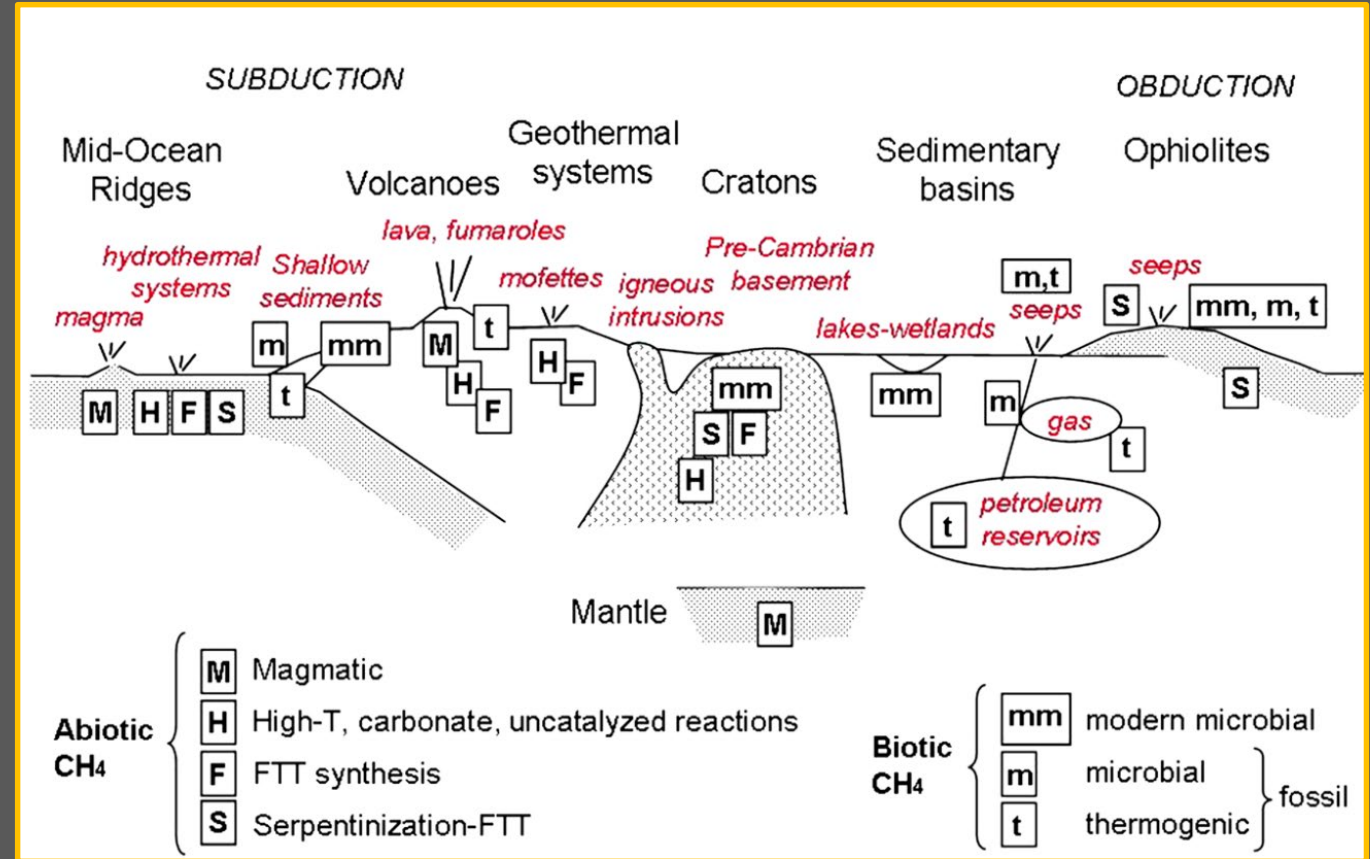 SUBDUCTION
OBDUCTION
Mid-Ocean
Ridges
Volcanoes
Geothermal
systems
Cratons
Sedimentary
basins
Ophiolites
magma
hydrothermal
systems
Shallow
sediments
lava, fumaroles
mofettes
igneous
intrusions
Pre-Cambrian
basement
lakes-wetlands
m,t
seeps
seeps
S
mm, m, t
M
H
F
S
m
t
mm
M
t
H
F
H
F
mm
S
F
H
mm
m
gas
t
t
petroleum
reservoirs
S
Mantle
M
Abiotic
CH4
M Magmatic
H High-T, carbonate, uncatalyzed reactions
F FTT synthesis
S Serpentinization-FTT
Biotic
CH4
mm modern microbial
m microbial
t thermogenic
fossil